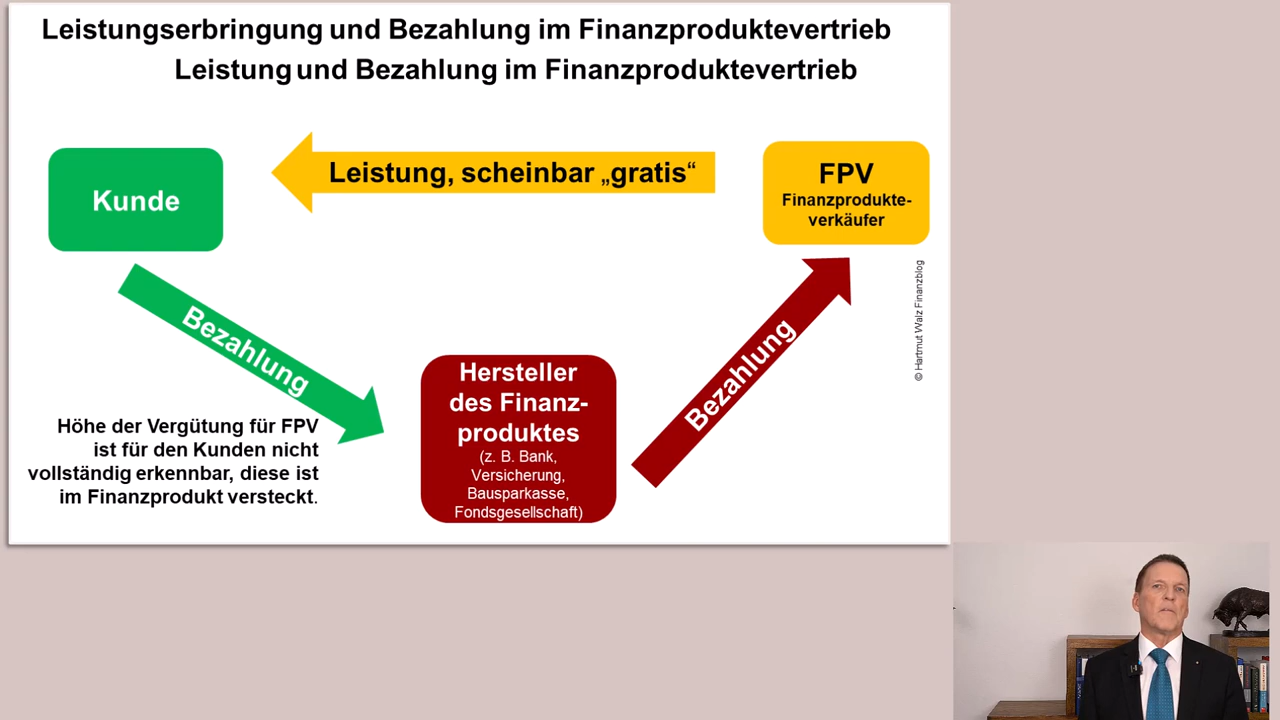 Leistungserbringung und Bezahlung im Finanzproduktevertrieb
Leistung und Bezahlung im Finanzproduktevertrieb
Kunde
Leistung, scheinbar „gratis“
FPV
Finanzprodukte-
verkäufer
© Hartmut Walz Finanzblog
Bezahlung
Bezahlung
Hersteller
des Finanz-
produktes
(z. B. Bank,
Versicherung,
Bausparkasse,
Fondsgesellschaft)
Höhe der Vergütung für FPV
ist für den Kunden nicht
vollständig erkennbar, diese ist
im Finanzprodukt versteckt.